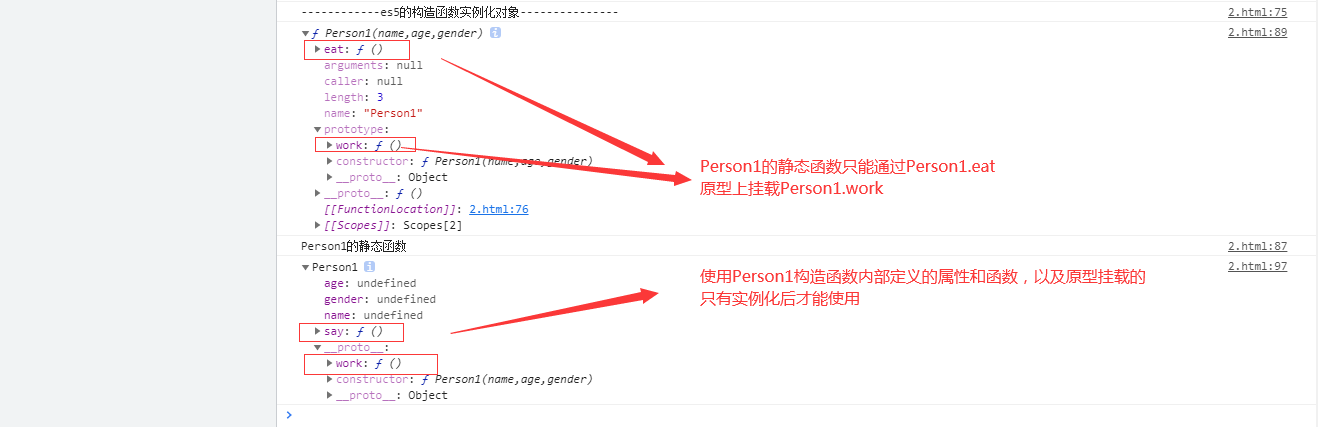 ------------es5的构造函数实例化对象--------------- 2.html:75
▼ƒ Person1(name,age,gender) i 2.html:89
▶eat: ƒ ()
arguments: null
caller: null
length: 3
name: "Person1"
▼prototype:
▶work: ƒ ()
▶constructor: ƒ Person1(name,age,gender)
▶__proto__: Object
▶__proto__: ƒ ()
[[FunctionLocation]]: 2.html:76
▶[[Scopes]]: Scopes[2]
Person1的静态函数只能通过Person1.eat
原型上挂载Person1.work
Person1的静态函数 2.html:87
▼Person1 i 2.html:97
age: undefined
gender: undefined
name: undefined
▶say: ƒ ()
▼__proto__:
▶work: ƒ ()
▶constructor: ƒ Person1(name,age,gender)
▶__proto__: Object
使用Person1构造函数内部定义的属性和函数，以及原型挂载的
只有实例化后才能使用
>